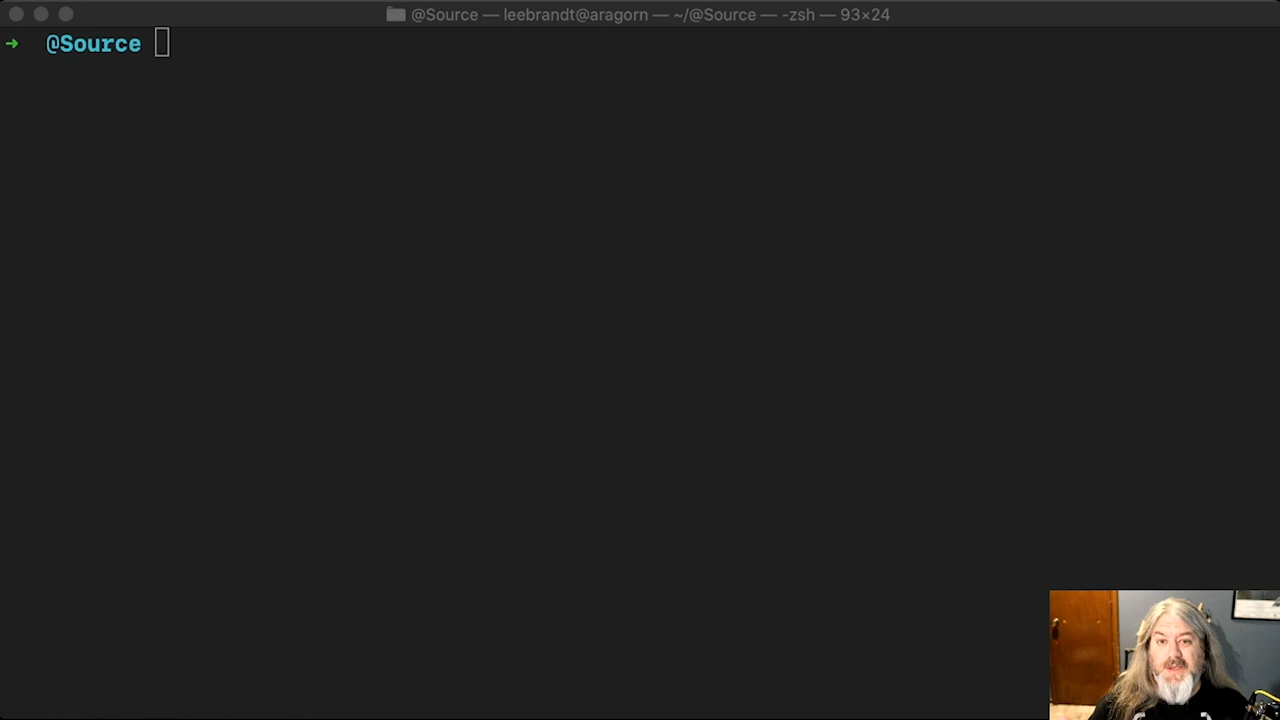 @Source — leebrandt@aragorn — ~/@Source — -zsh — 93×24
➜ @Source